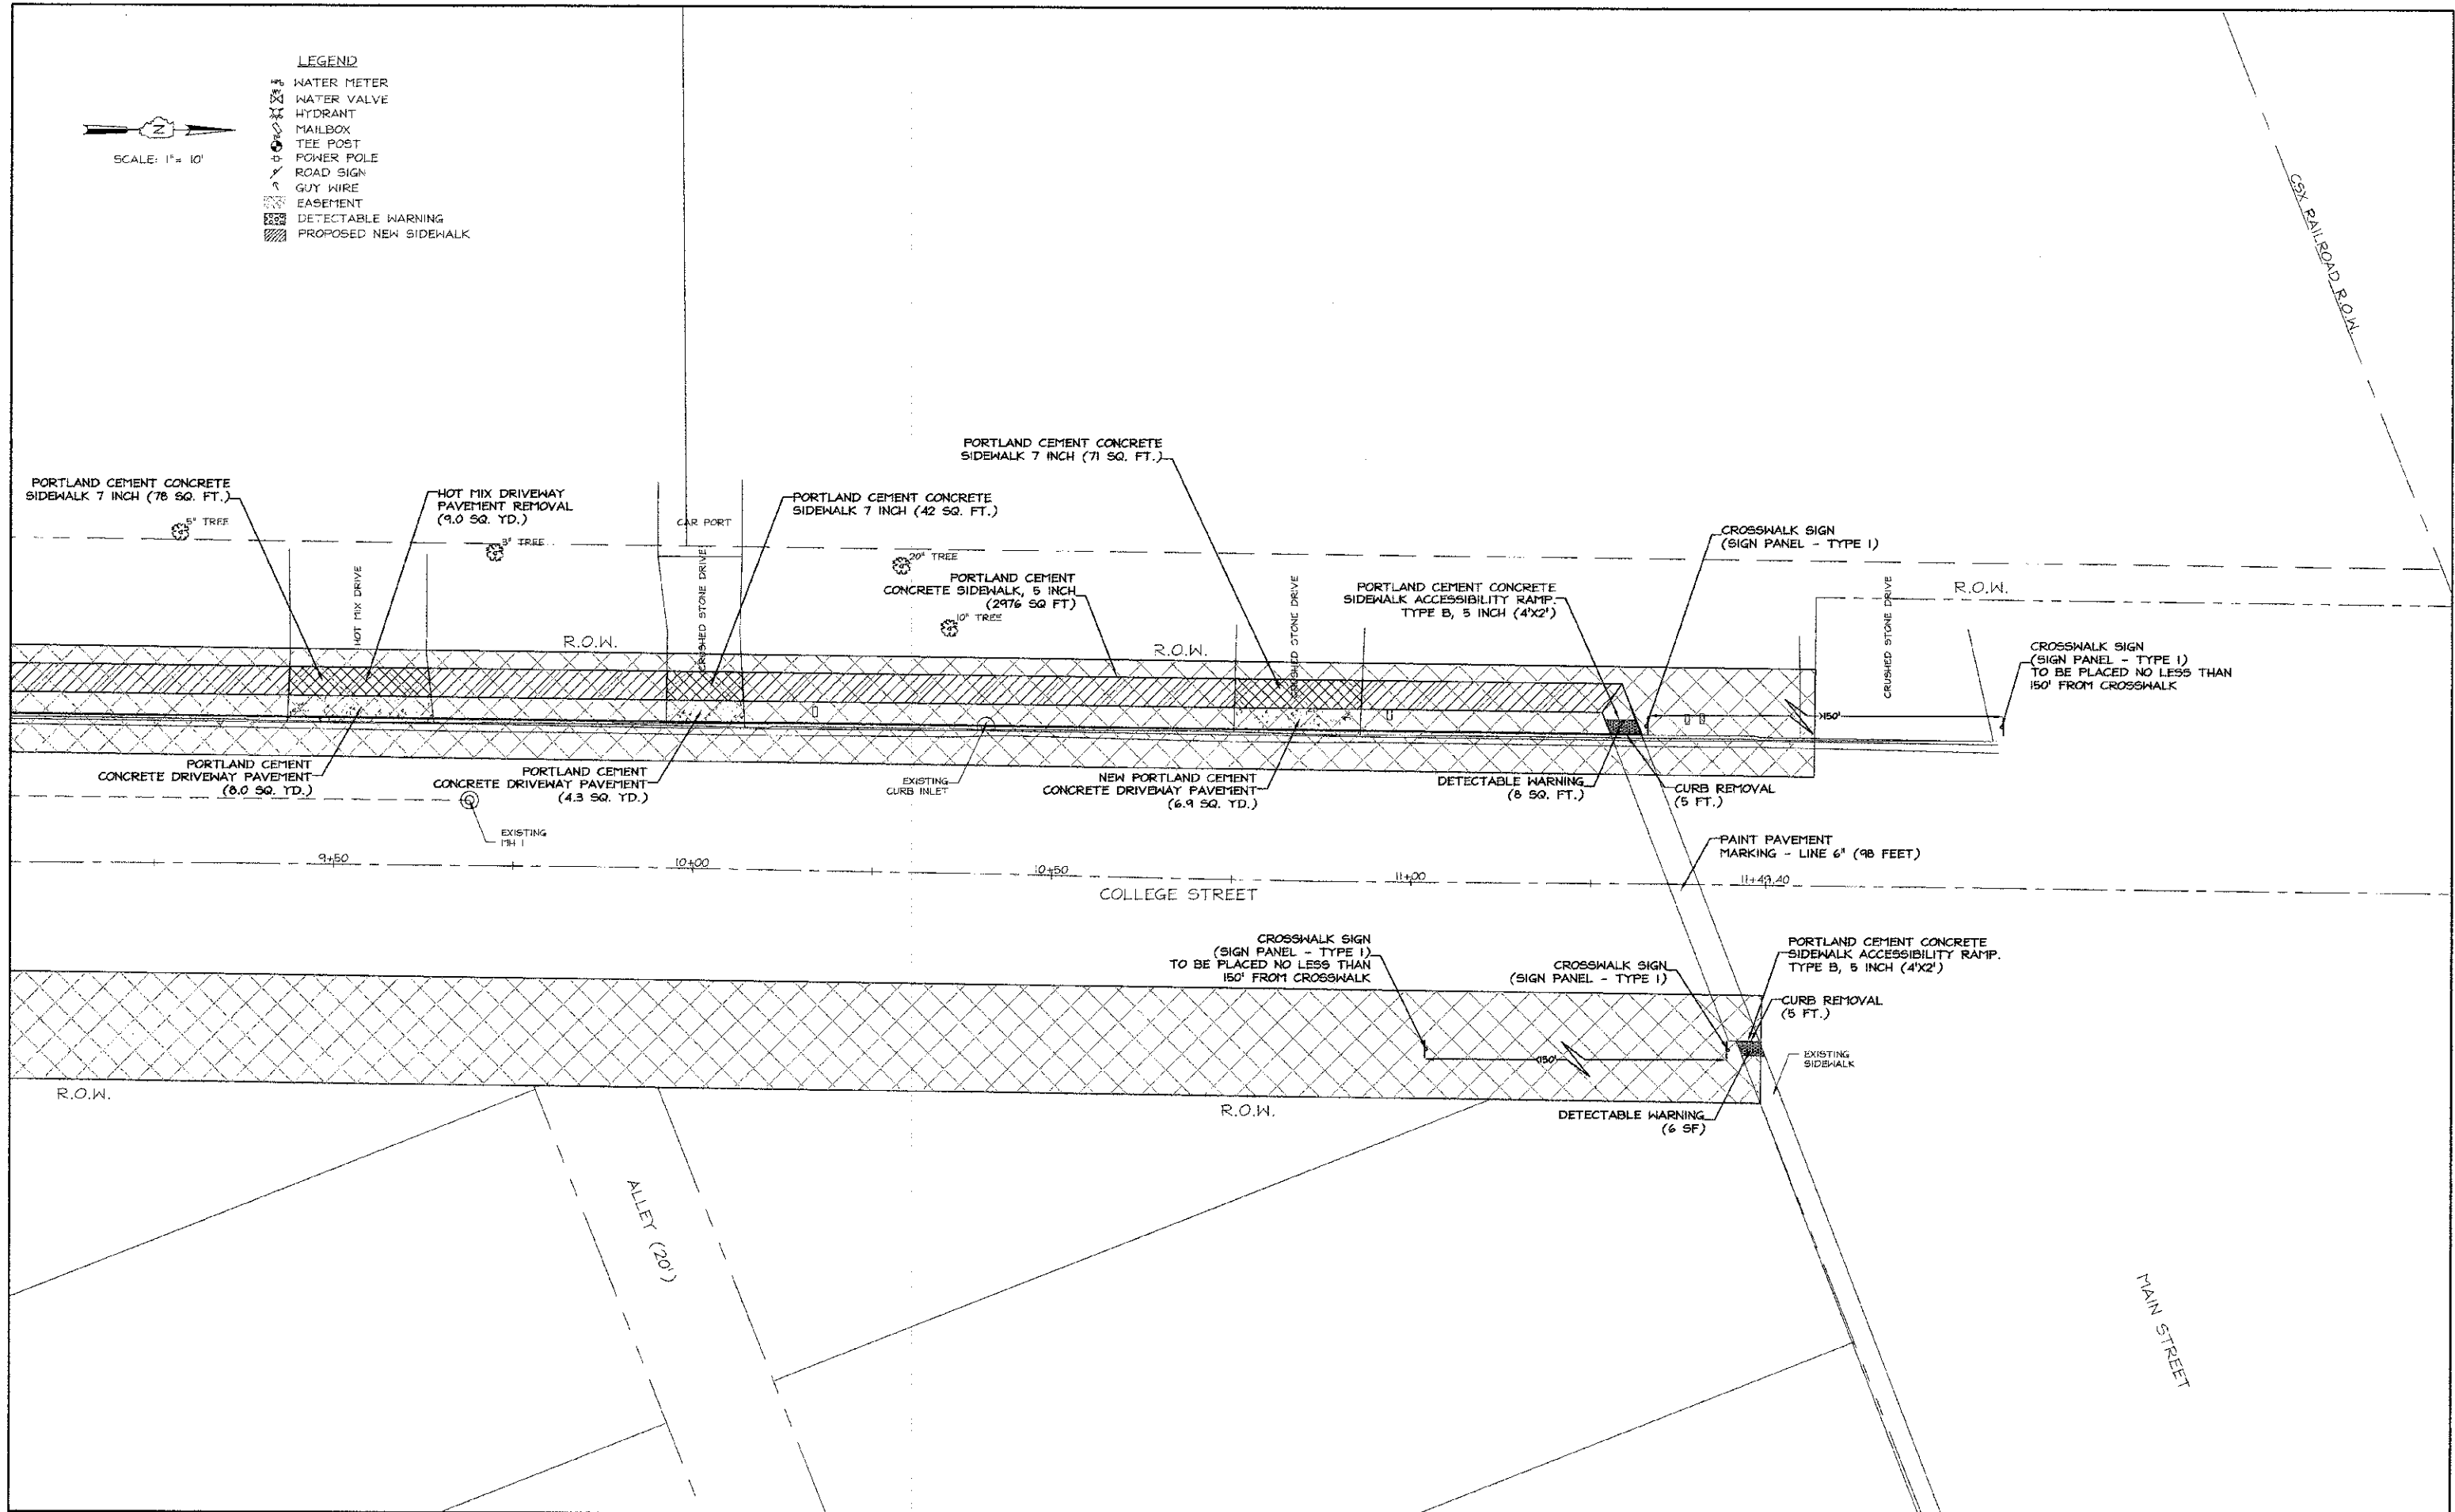 LEGEND
WATER METER
WATER VALVE
HYDRANT
MAILBOX
TEE POST
POWER POLE
ROAD SIGN
GUY WIRE
EASEMENT
DETECTABLE WARNING
PROPOSED NEW SIDEWALK
Z
SCALE: 1" = 10'
CSX RAILROAD R.O.W.
PORTLAND CEMENT CONCRETE
SIDEWALK 7 INCH (78 SQ. FT.)
HOT MIX DRIVEWAY
PAVEMENT REMOVAL
(9.0 SQ. YD.)
PORTLAND CEMENT CONCRETE
SIDEWALK 7 INCH (42 SQ. FT.)
PORTLAND CEMENT CONCRETE
SIDEWALK 7 INCH (71 SQ. FT.)
5" TREE
3" TREE
CAR PORT
20" TREE
10" TREE
PORTLAND CEMENT
CONCRETE SIDEWALK, 5 INCH
(2976 SQ FT)
HOT MIX DRIVE
CRUSHED STONE DRIVE
CRUSHED STONE DRIVE
CRUSHED STONE DRIVE
PORTLAND CEMENT CONCRETE
SIDEWALK ACCESSIBILITY RAMP.
TYPE B, 5 INCH (4'X2')
CROSSWALK SIGN
(SIGN PANEL - TYPE 1)
R.O.W.
R.O.W.
R.O.W.
CROSSWALK SIGN
(SIGN PANEL - TYPE 1)
TO BE PLACED NO LESS THAN
150' FROM CROSSWALK
>150'
PORTLAND CEMENT
CONCRETE DRIVEWAY PAVEMENT
(8.0 SQ. YD.)
PORTLAND CEMENT
CONCRETE DRIVEWAY PAVEMENT
(4.3 SQ. YD.)
EXISTING
CURB INLET
NEW PORTLAND CEMENT
CONCRETE DRIVEWAY PAVEMENT
(6.9 SQ. YD.)
DETECTABLE WARNING
(8 SQ. FT.)
CURB REMOVAL
(5 FT.)
EXISTING
MH 1
PAINT PAVEMENT
MARKING - LINE 6" (98 FEET)
9+50
10+00
10+50
11+00
11+49.40
COLLEGE STREET
CROSSWALK SIGN
(SIGN PANEL - TYPE 1)
TO BE PLACED NO LESS THAN
150' FROM CROSSWALK
CROSSWALK SIGN
(SIGN PANEL - TYPE 1)
PORTLAND CEMENT CONCRETE
SIDEWALK ACCESSIBILITY RAMP.
TYPE B, 5 INCH (4'X2')
CURB REMOVAL
(5 FT.)
EXISTING
SIDEWALK
DETECTABLE WARNING
(6 SF)
R.O.W.
R.O.W.
ALLEY (20')
MAIN STREET